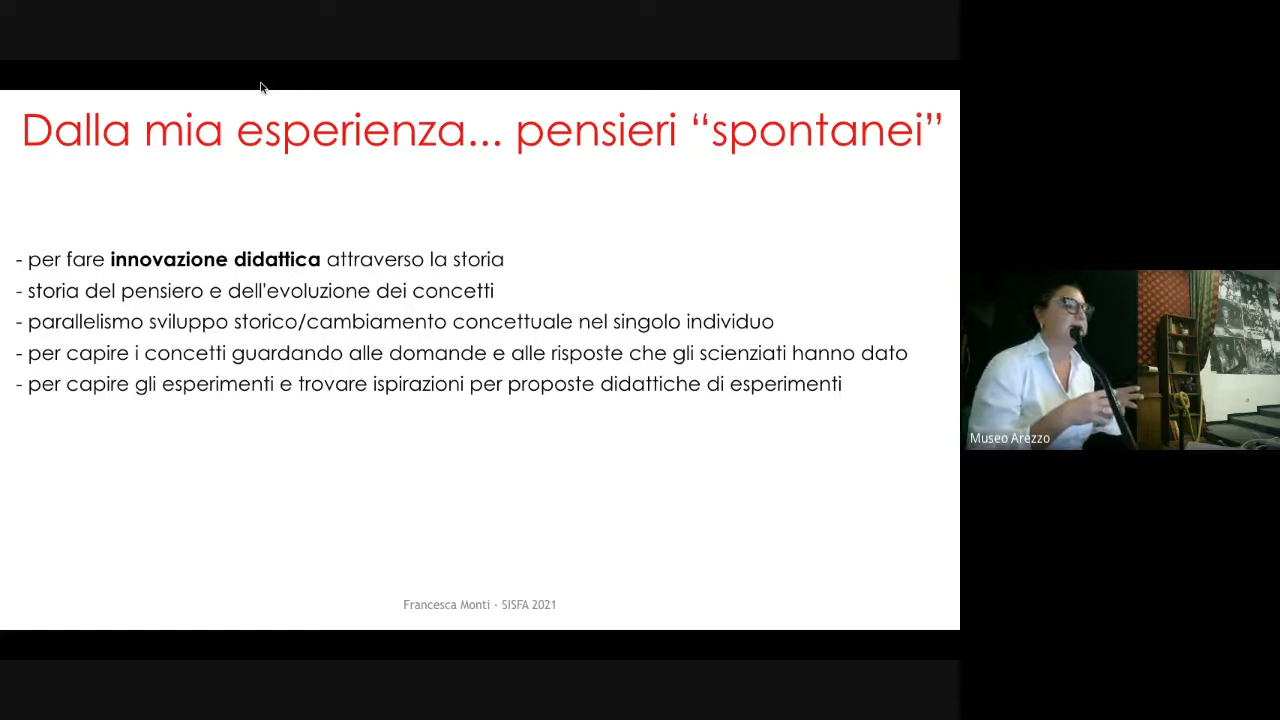 Dalla mia esperienza... pensieri “spontanei”
- per fare innovazione didattica attraverso la storia
- storia del pensiero e dell'evoluzione dei concetti
- parallelismo sviluppo storico/cambiamento concettuale nel singolo individuo
- per capire i concetti guardando alle domande e alle risposte che gli scienziati hanno dato
- per capire gli esperimenti e trovare ispirazioni per proposte didattiche di esperimenti
Francesca Monti - SISFA 2021
Museo Arezzo